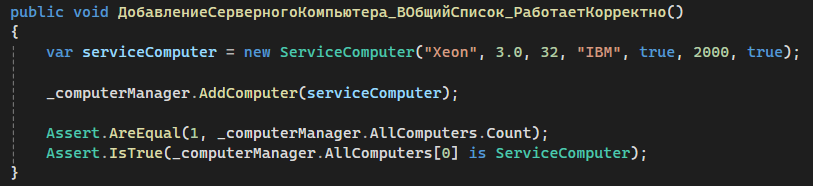 public void ДобавлениеСерверногоКомпьютера_ВОбщийСписок_РаботаетКорректно()
{
var serviceComputer = new ServiceComputer("Xeon", 3.0, 32, "IBM", true, 2000, true);
_computerManager.AddComputer(serviceComputer);
Assert.AreEqual(1, _computerManager.AllComputers.Count);
Assert.IsTrue(_computerManager.AllComputers[0] is ServiceComputer);
}